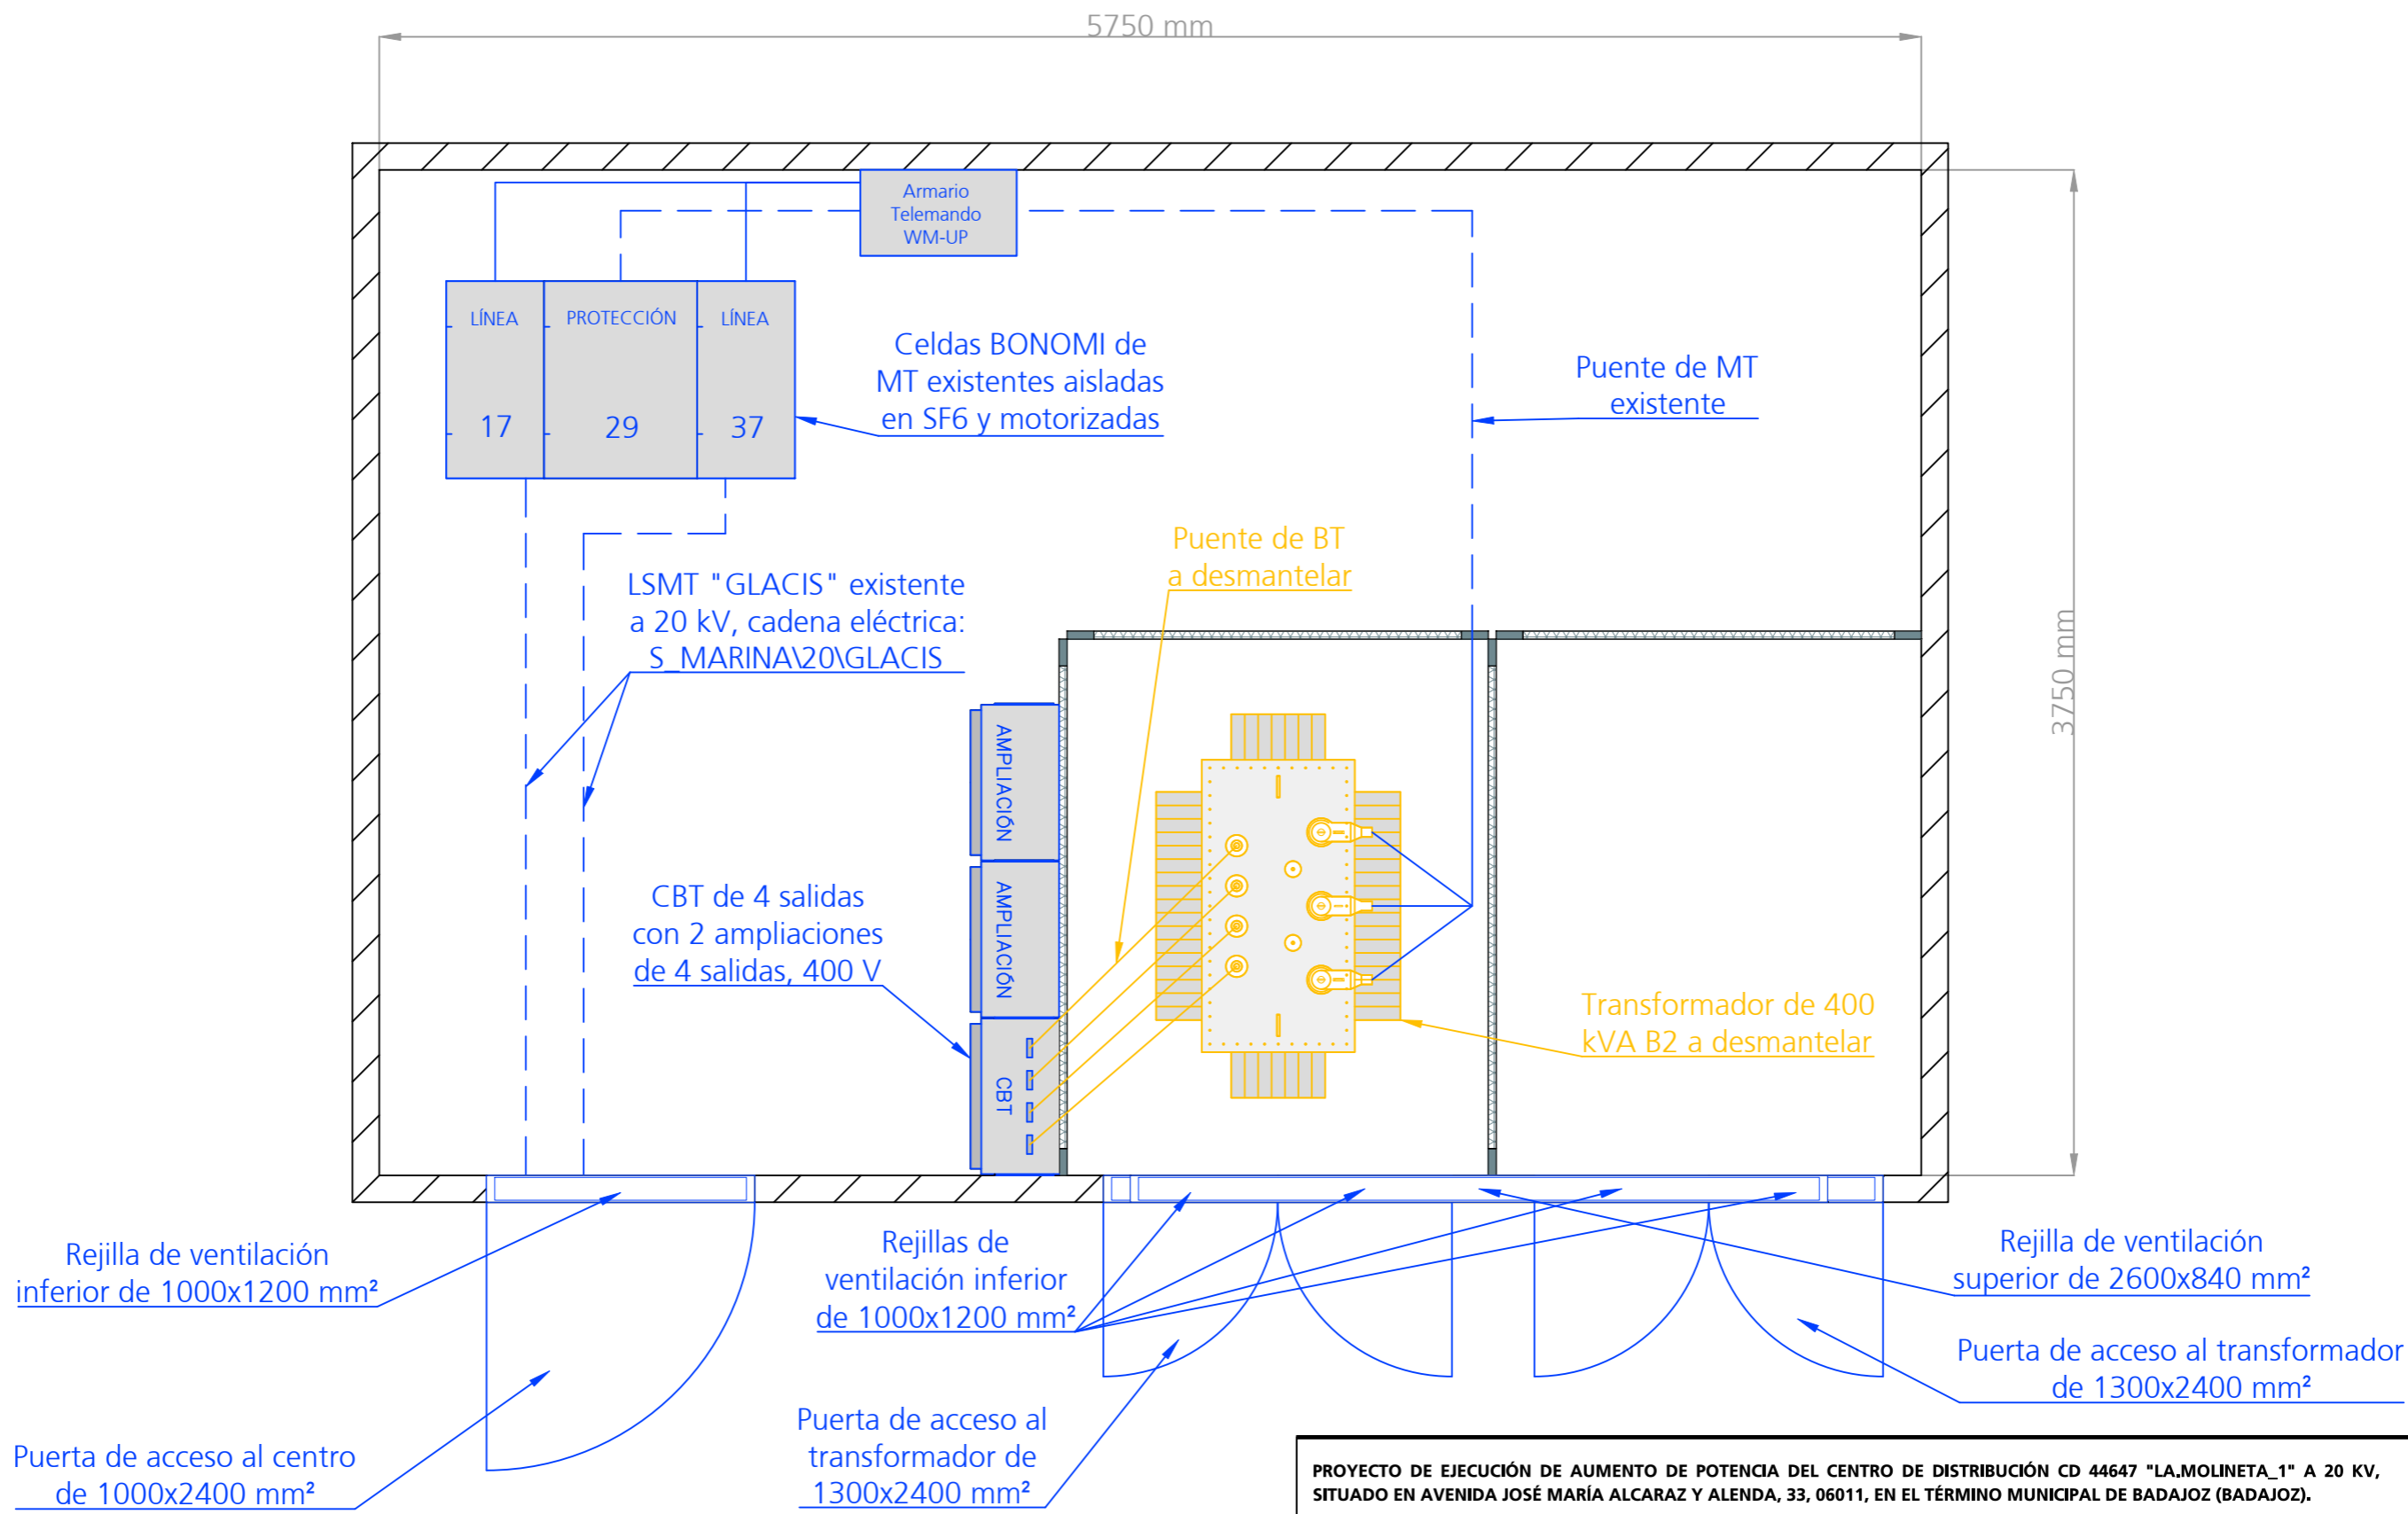 5750 mm
Armario
Telemando
WM-UP
LÍNEA
PROTECCIÓN
LÍNEA
17
29
37
Celdas BONOMI de
MT existentes aisladas
en SF6 y motorizadas
Puente de MT
existente
Puente de BT
a desmantelar
LSMT "GLACIS" existente
a 20 kV, cadena eléctrica:
S_MARINA\20\GLACIS
3750 mm
AMPLIACIÓN
AMPLIACIÓN
CBT
CBT de 4 salidas
con 2 ampliaciones
de 4 salidas, 400 V
Transformador de 400
kVA B2 a desmantelar
Rejilla de ventilación
inferior de 1000x1200 mm²
Rejillas de
ventilación inferior
de 1000x1200 mm²
Rejilla de ventilación
superior de 2600x840 mm²
Puerta de acceso al transformador
de 1300x2400 mm²
Puerta de acceso al centro
de 1000x2400 mm²
Puerta de acceso al
transformador de
1300x2400 mm²
PROYECTO DE EJECUCIÓN DE AUMENTO DE POTENCIA DEL CENTRO DE DISTRIBUCIÓN CD 44647 "LA.MOLINETA_1" A 20 KV,
SITUADO EN AVENIDA JOSÉ MARÍA ALCARAZ Y ALENDA, 33, 06011, EN EL TÉRMINO MUNICIPAL DE BADAJOZ (BADAJOZ).